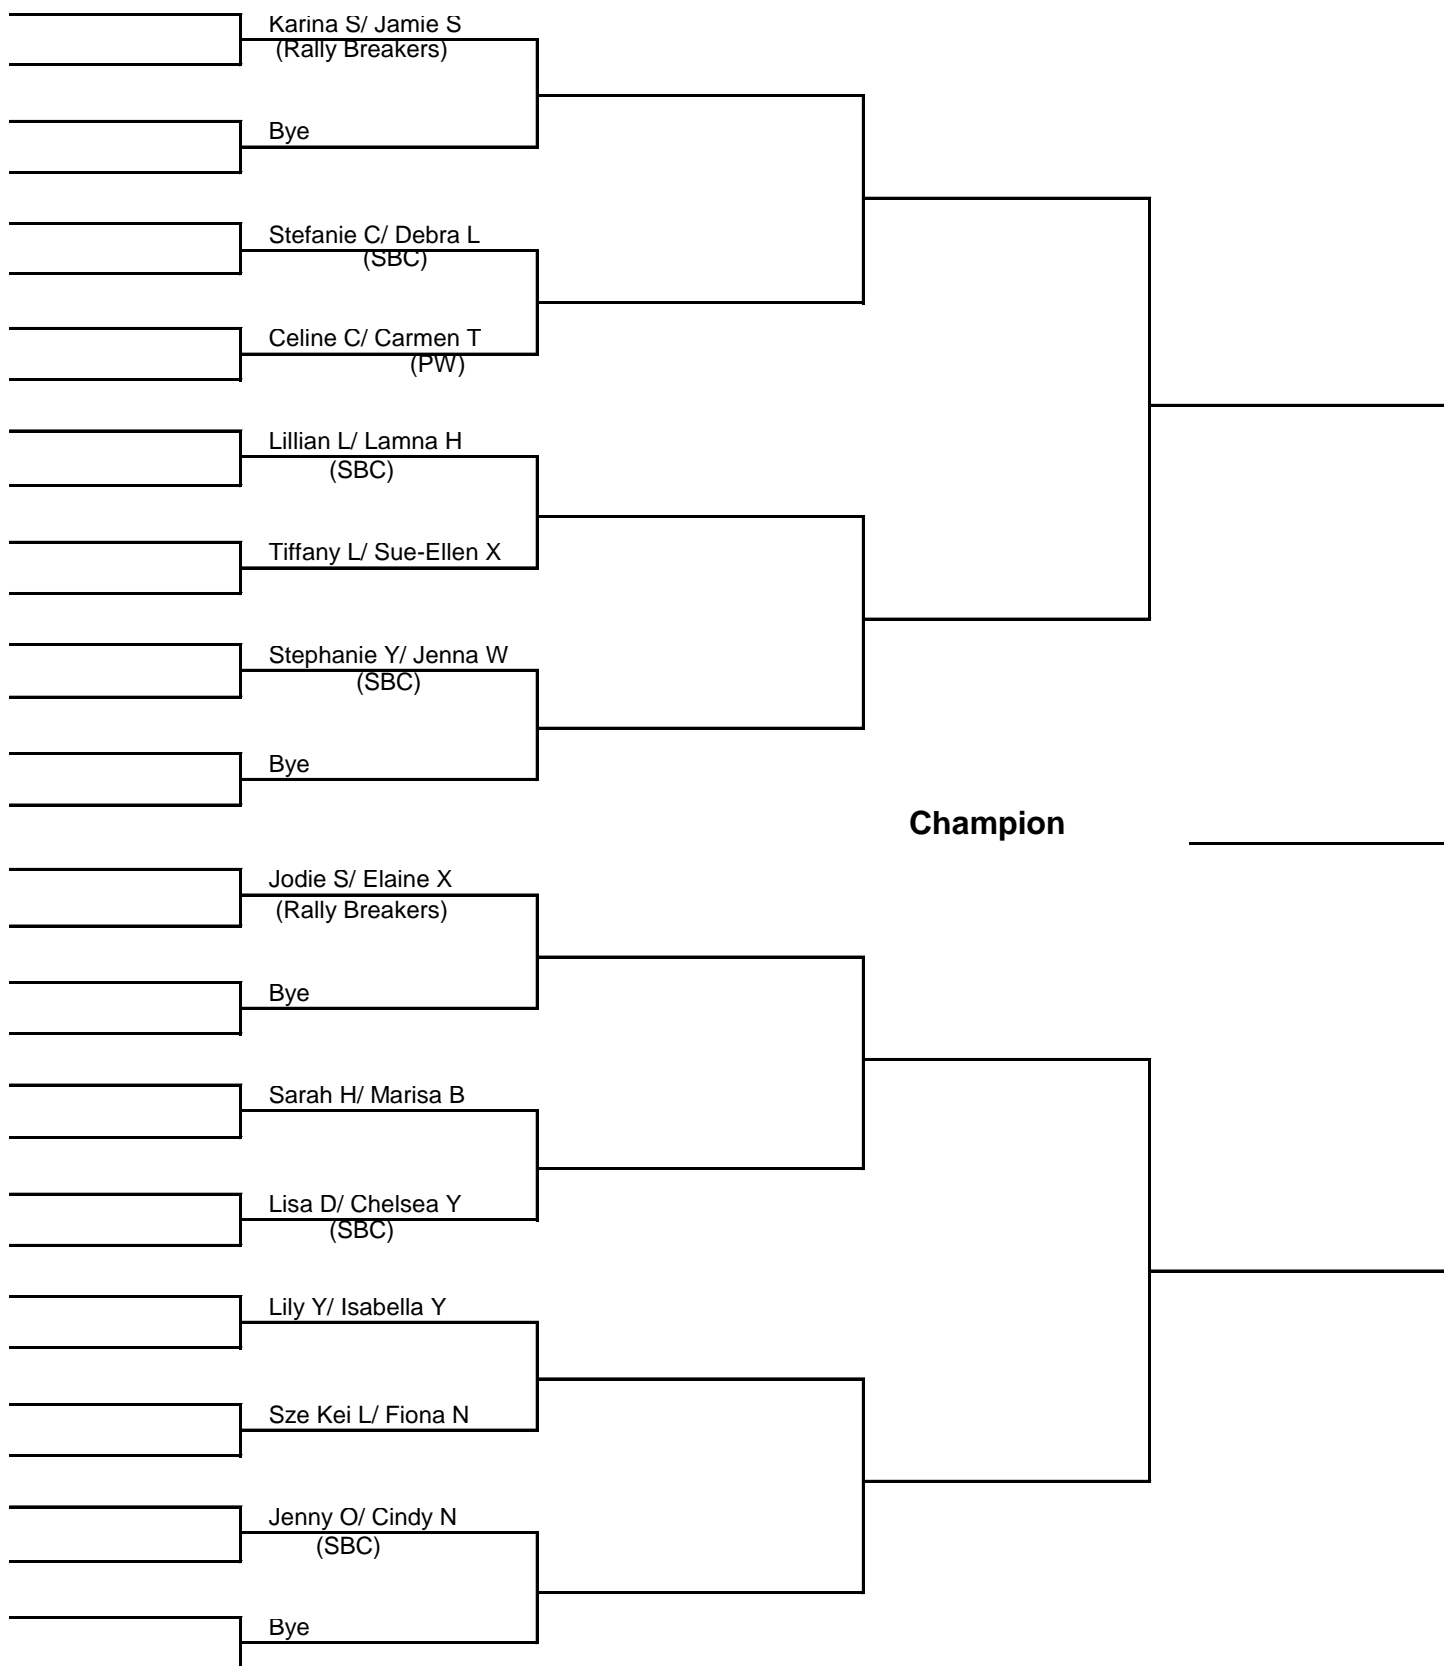 Karina S/ Jamie S
(Rally Breakers)
Bye
Stefanie C/ Debra L
(SBC)
Celine C/ Carmen T
(PW)
Lillian L/ Lamna H
(SBC)
Tiffany L/ Sue-Ellen X
Stephanie Y/ Jenna W
(SBC)
Bye
Champion
Jodie S/ Elaine X
(Rally Breakers)
Bye
Sarah H/ Marisa B
Lisa D/ Chelsea Y
(SBC)
Lily Y/ Isabella Y
Sze Kei L/ Fiona N
Jenny O/ Cindy N
(SBC)
Bye